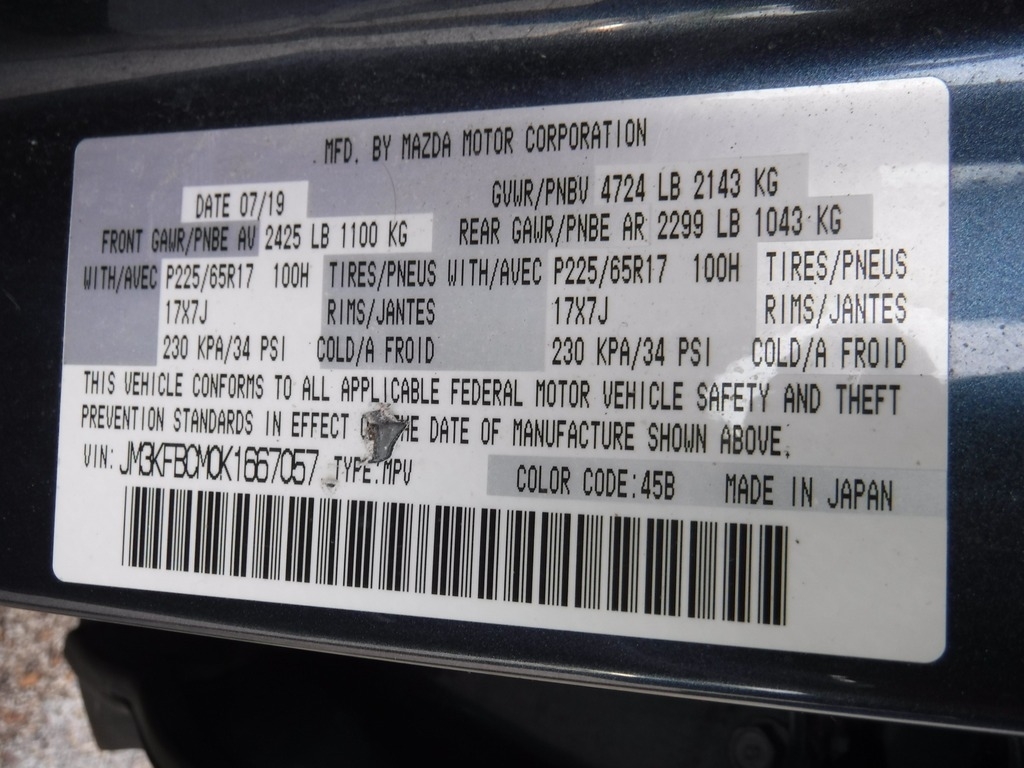 MFD. BY MAZDA MOTOR CORPORATION
DATE 07/19 GVWR/PNBV 4724 LB 2143 KG
FRONT GAWR/PNBE AV 2425 LB 1100 KG REAR GAWR/PNBE AR 2299 LB 1043 KG
WITH/AVEC P225/65R17 100H TIRES/PNEUS WITH/AVEC P225/65R17 100H TIRES/PNEUS
17X7J RIMS/JANTES 17X7J RIMS/JANTES
230 KPA/34 PSI COLD/A FROID 230 KPA/34 PSI COLD/A FROID
THIS VEHICLE CONFORMS TO ALL APPLICABLE FEDERAL MOTOR VEHICLE SAFETY AND THEFT
PREVENTION STANDARDS IN EFFECT DATE OF MANUFACTURE SHOWN ABOVE.
VIN: JM3KFBCM0K1667057 TYPE:MPV COLOR CODE:45B MADE IN JAPAN